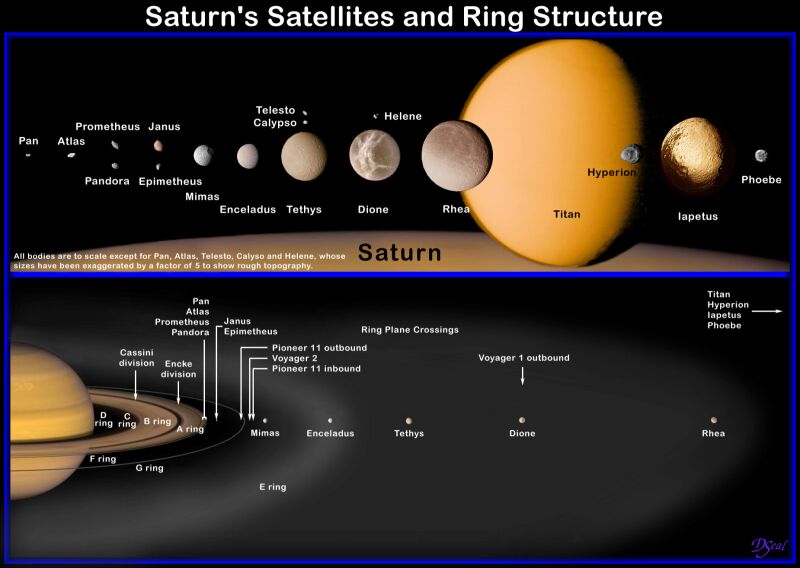 Saturn's Satellites and Ring Structure
Telesto
Calypso
Helene
Prometheus
Janus
Pan
Atlas
Pandora
Epimetheus
Mimas
Enceladus
Tethys
Dione
Rhea
Titan
Hyperion
Iapetus
Phoebe
All bodies are to scale except for Pan, Atlas, Telesto, Calyso and Helene, whose
sizes have been exaggerated by a factor of 5 to show rough topography.
Saturn
Pan
Atlas
Prometheus
Pandora
Janus
Epimetheus
Ring Plane Crossings
Titan
Hyperion
Iapetus
Phoebe
Cassini
division
Encke
division
Pioneer 11 outbound
Voyager 2
Pioneer 11 inbound
Voyager 1 outbound
D
ring
C
ring
B ring
A ring
Mimas
Enceladus
Tethys
Dione
Rhea
F ring
G ring
E ring
DSeal